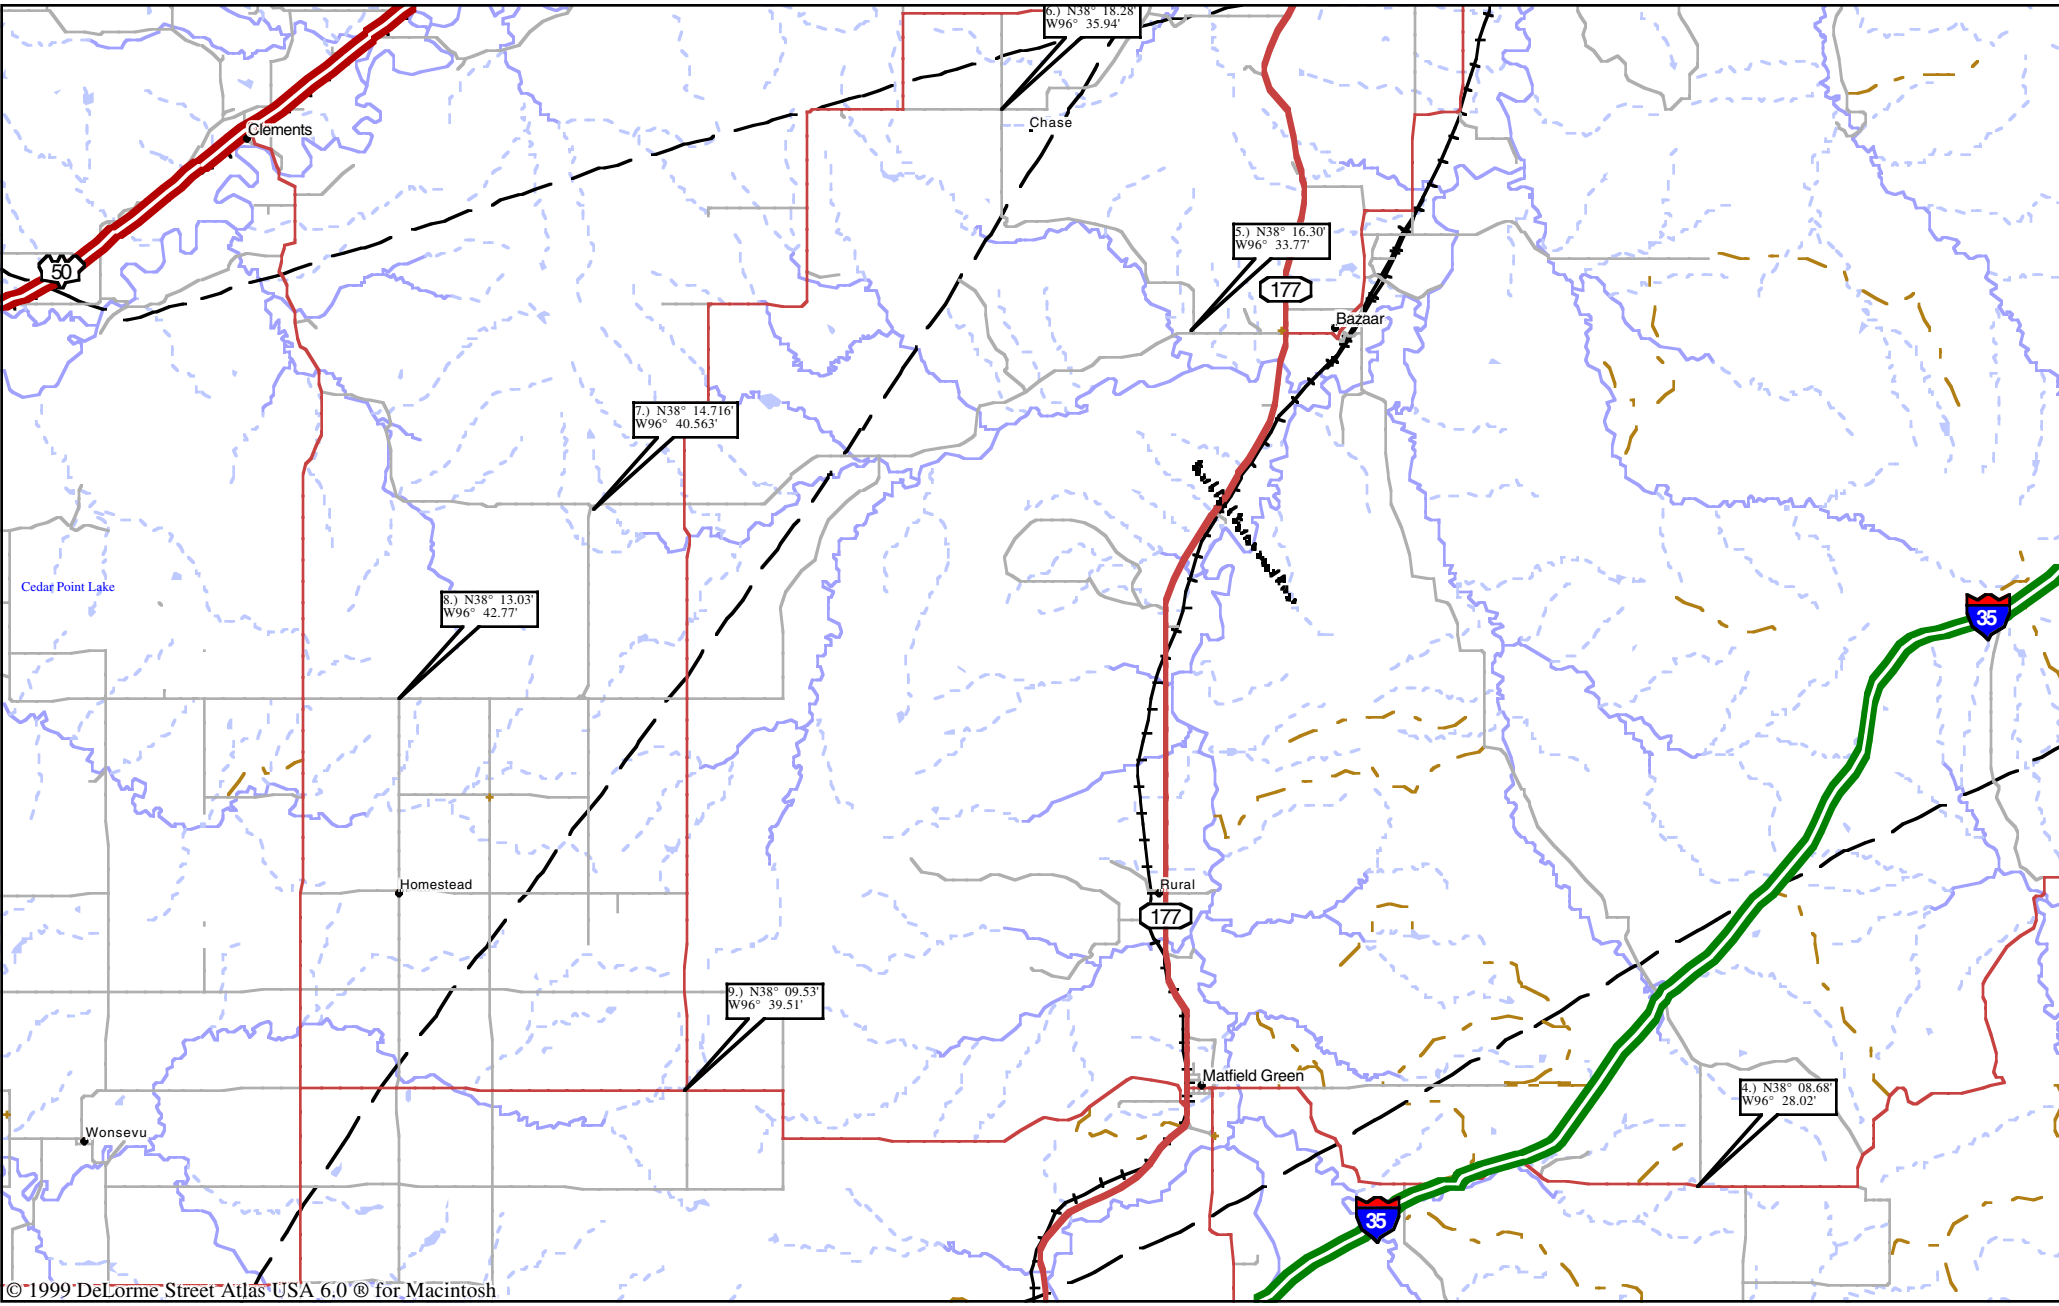 6.) N38° 18.28'
W96° 35.94'
Clements
Chase
50
5.) N38° 16.30'
W96° 33.77'
177
Bazaar
7.) N38° 14.716'
W96° 40.563'
Cedar Point Lake
8.) N38° 13.03'
W96° 42.77'
35
Homestead
Rural
177
9.) N38° 09.53'
W96° 39.51'
Matfield Green
4.) N38° 08.68'
W96° 28.02'
Wonsevu
35
© 1999 DeLorme Street Atlas USA 6.0 ® for Macintosh